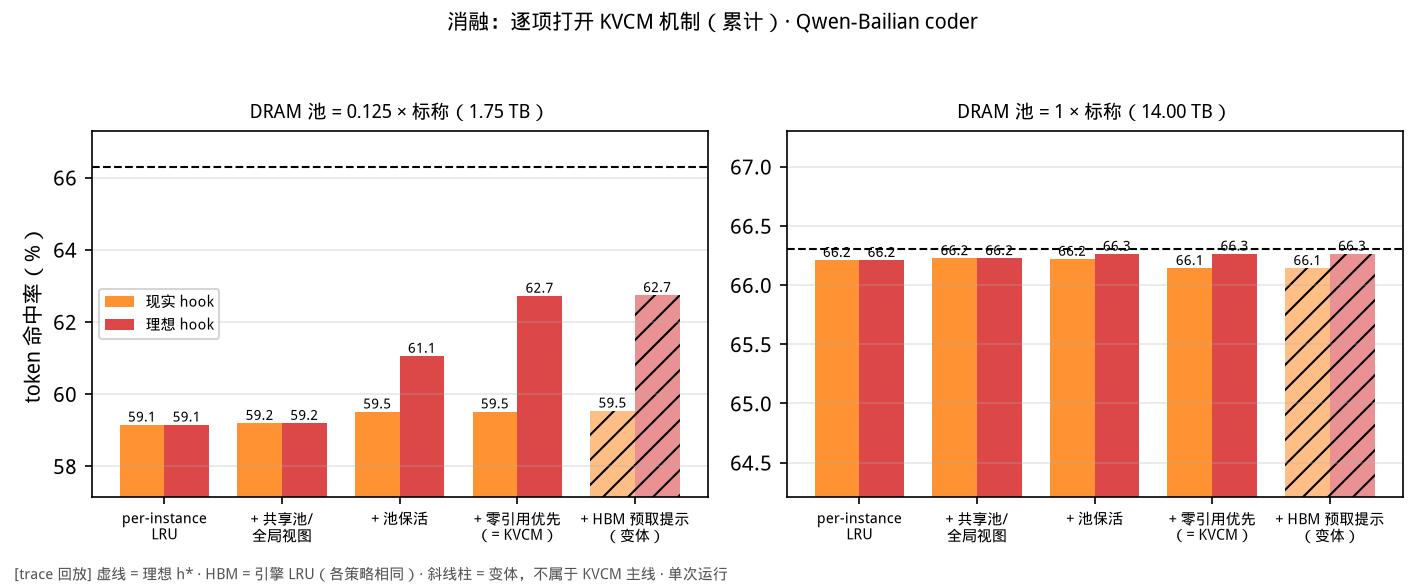 消融：逐项打开 KVCM 机制（累计）· Qwen-Bailian coder
DRAM 池 = 0.125 × 标称（1.75 TB）
token 命中率（%）
66
64
62
60
58
现实 hook
理想 hook
59.1
59.1
59.2
59.2
59.5
61.1
59.5
62.7
59.5
62.7
per-instance
LRU
+ 共享池/
全局视图
+ 池保活
+ 零引用优先
（= KVCM）
+ HBM 预取提示
（变体）
DRAM 池 = 1 × 标称（14.00 TB）
67.0
66.5
66.0
65.5
65.0
64.5
66.2
66.2
66.2
66.2
66.2
66.3
66.1
66.3
66.1
66.3
per-instance
LRU
+ 共享池/
全局视图
+ 池保活
+ 零引用优先
（= KVCM）
+ HBM 预取提示
（变体）
[trace 回放] 虚线 = 理想 h* · HBM = 引擎 LRU（各策略相同）· 斜线柱 = 变体，不属于 KVCM 主线 · 单次运行